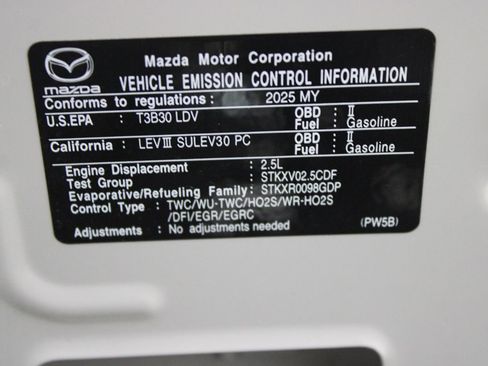 Mazda Motor Corporation
mazda
VEHICLE EMISSION CONTROL INFORMATION
Conforms to regulations: 2025 MY
U.S.EPA : T3B30 LDV OBD : II
Fuel : Gasoline
California : LEVIII SULEV30 PC OBD : II
Fuel : Gasoline
Engine Displacement : 2.5L
Test Group : STKXV02.5CDF
Evaporative/Refueling Family: STKXR0098GDP
Control Type : TWC/WU-TWC/HO2S/WR-HO2S
/DFI/EGR/EGRC
Adjustments : No adjustments needed (PW5B)